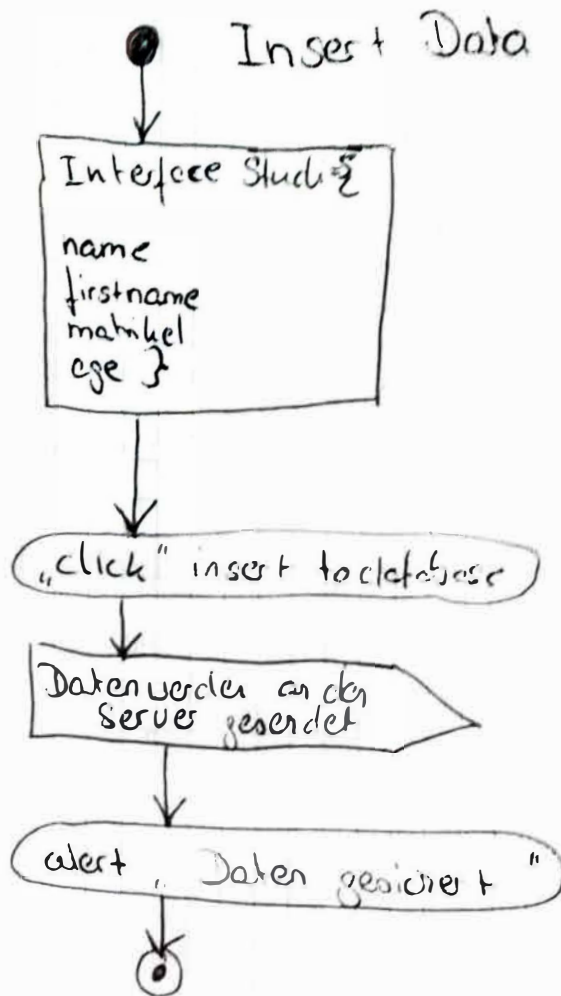 Insert Data
Interface Studi {
name
firstname
matrikel
age }
„click“ insert to database
Daten werden an den
Server gesendet
alert „Daten gesichert“